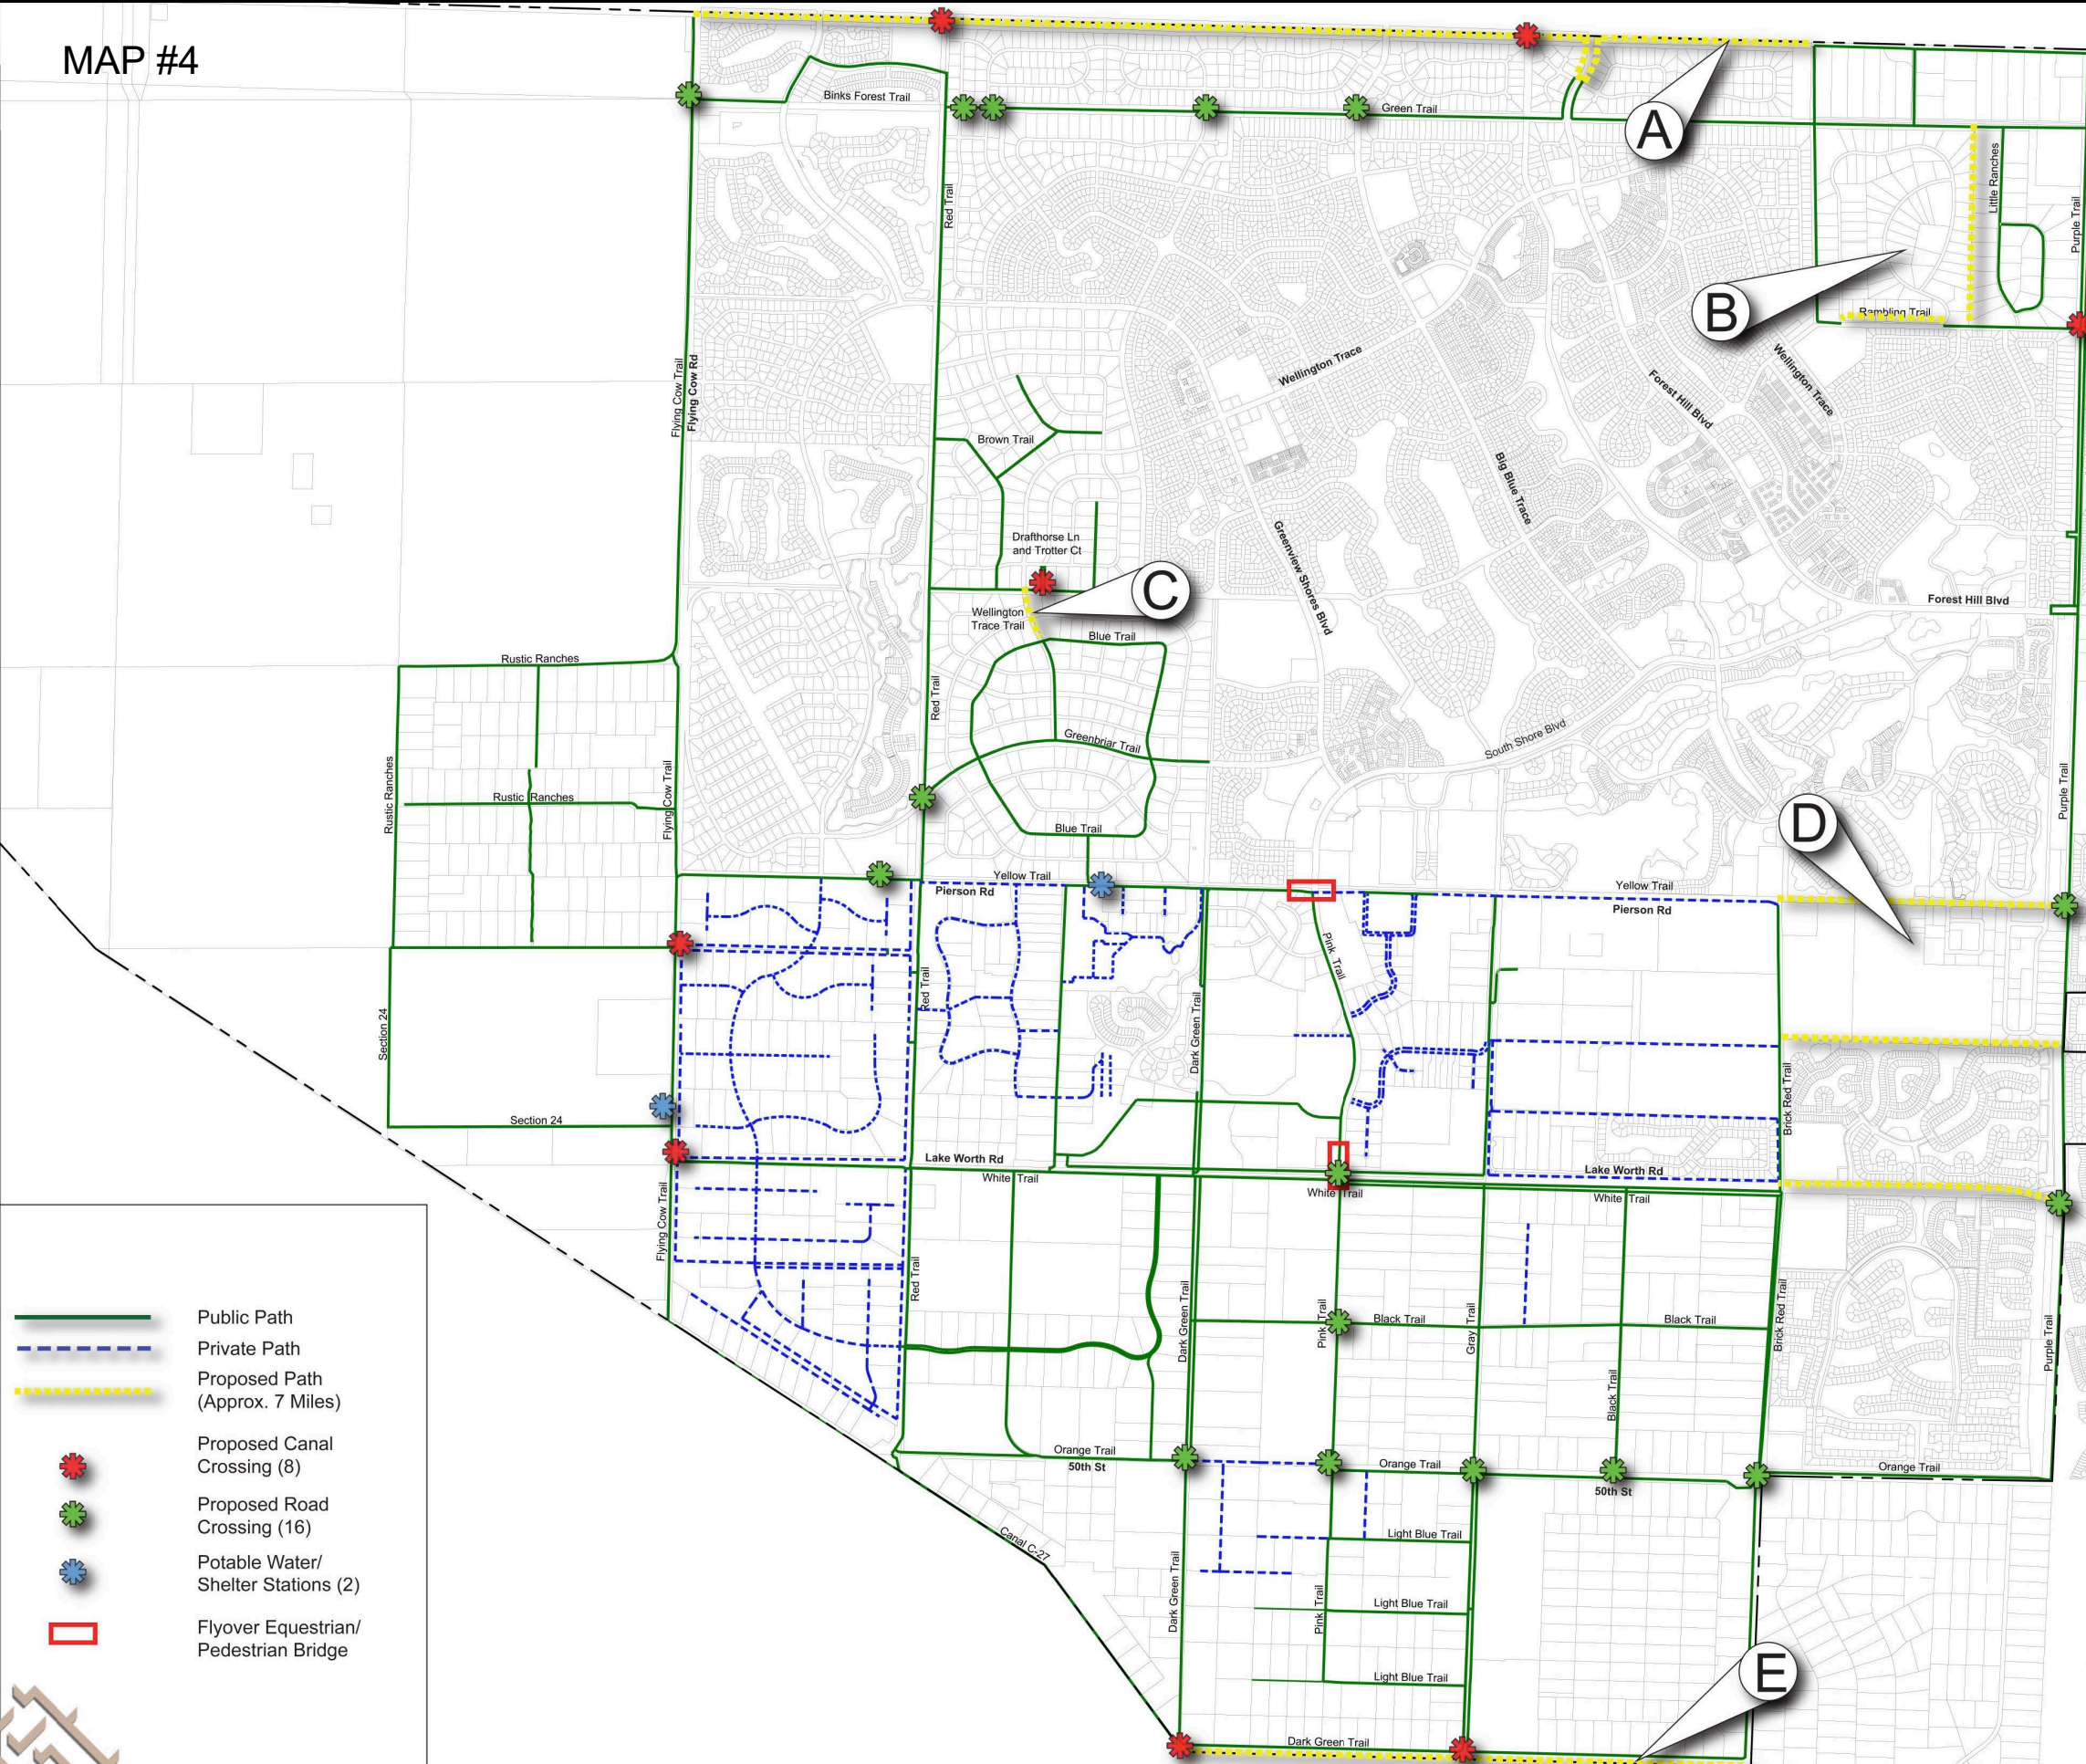 MAP #4
Binks Forest Trail
Green Trail
A
Red Trail
Little Ranches
Purple Trail
B
Rambling Trail
Flying Cow Trail
Flying Cow Rd
Wellington Trace
Wellington Trace
Forest Hill Blvd
Brown Trail
Big Blue Trace
Drafthorse Ln
and Trotter Ct
C
Greenview Shores Blvd
Wellington
Trace Trail
Forest Hill Blvd
Blue Trail
Rustic Ranches
Red Trail
Greenbriar Trail
South Shore Blvd
Rustic Ranches
Rustic Ranches
Flying Cow Trail
Purple Trail
D
Blue Trail
Yellow Trail
Pierson Rd
Yellow Trail
Pierson Rd
Pink Trail
Red Trail
Dark Green Trail
Section 24
Brick Red Trail
Section 24
Lake Worth Rd
White Trail
Lake Worth Rd
White Trail
White Trail
Flying Cow Trail
Red Trail
Dark Green Trail
Pink Trail
Black Trail
Gray Trail
Black Trail
Brick Red Trail
Purple Trail
Black Trail
Orange Trail
50th St
Orange Trail
50th St
Orange Trail
Canal C-27
Light Blue Trail
Dark Green Trail
Pink Trail
Light Blue Trail
Light Blue Trail
E
Dark Green Trail
Public Path
Private Path
Proposed Path
(Approx. 7 Miles)
Proposed Canal
Crossing (8)
Proposed Road
Crossing (16)
Potable Water/
Shelter Stations (2)
Flyover Equestrian/
Pedestrian Bridge